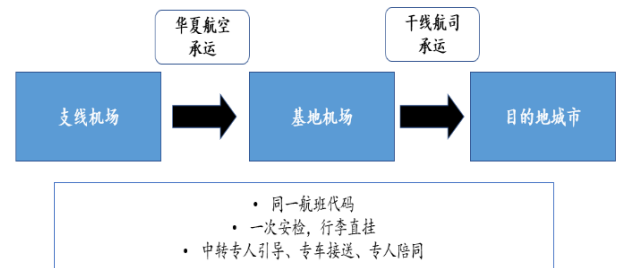 华夏航空
承运
干线航司
承运
支线机场
基地机场
目的地城市
• 同一航班代码
• 一次安检，行李直挂
• 中转专人引导、专车接送、专人陪同